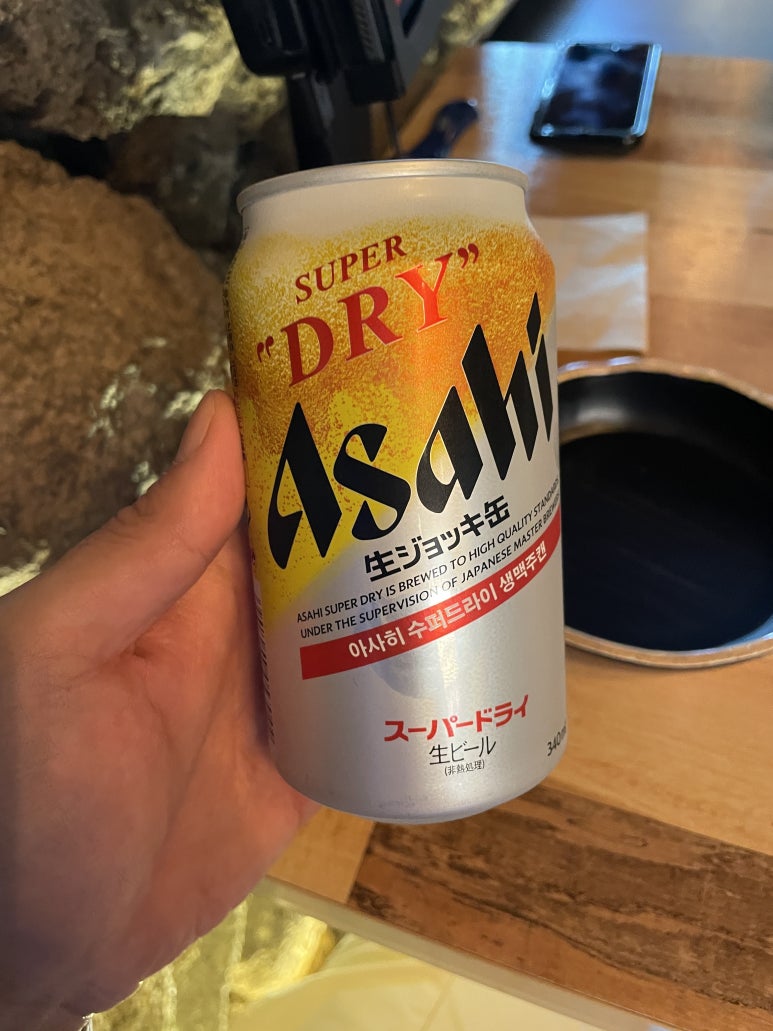 SUPER
“DRY”
Asahi
生ジョッキ缶
ASAHI SUPER DRY IS BREWED TO HIGH QUALITY STANDARDS
UNDER THE SUPERVISION OF JAPANESE MASTER BREWERS
아사히 수퍼드라이 생맥주캔
スーパードライ
生ビール
(非熱処理)
340ml